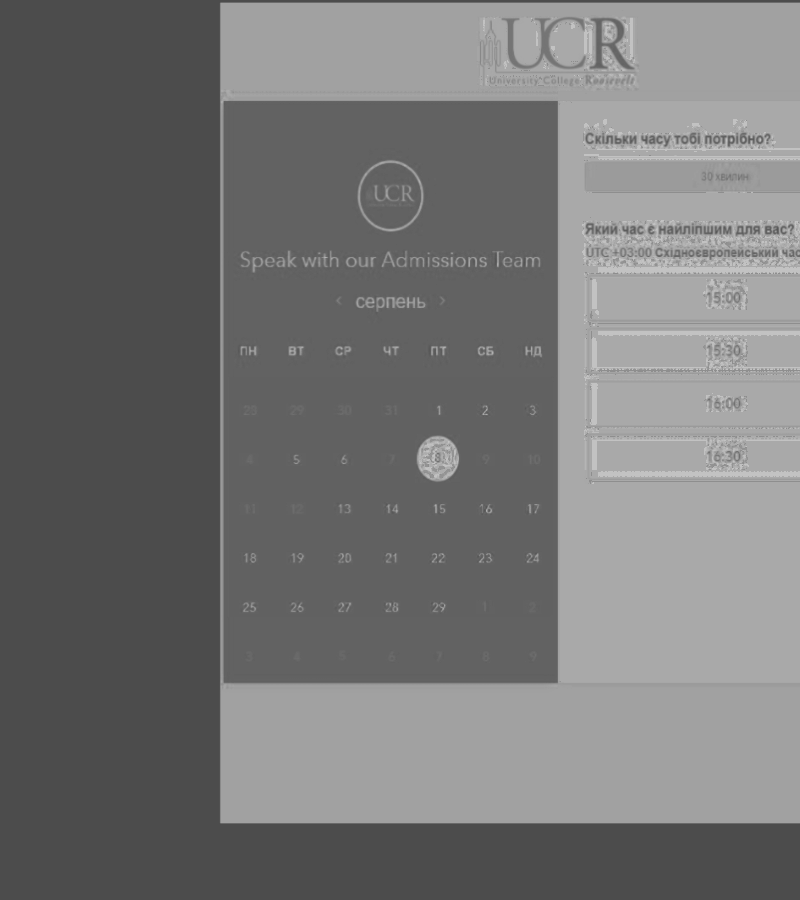 UCR
University College Roosevelt
UCR
Speak with our Admissions Team
‹ серпень ›
ПН ВТ СР ЧТ ПТ СБ НД
28 29 30 31 1 2 3
4 5 6 7 8 9 10
11 12 13 14 15 16 17
18 19 20 21 22 23 24
25 26 27 28 29 1 2
3 4 5 6 7 8 9
Скільки часу тобі потрібно?
30 хвилин
Який час є найліпшим для вас?
UTC +03:00 Східноєвропейський час
15:00
15:30
16:00
16:30